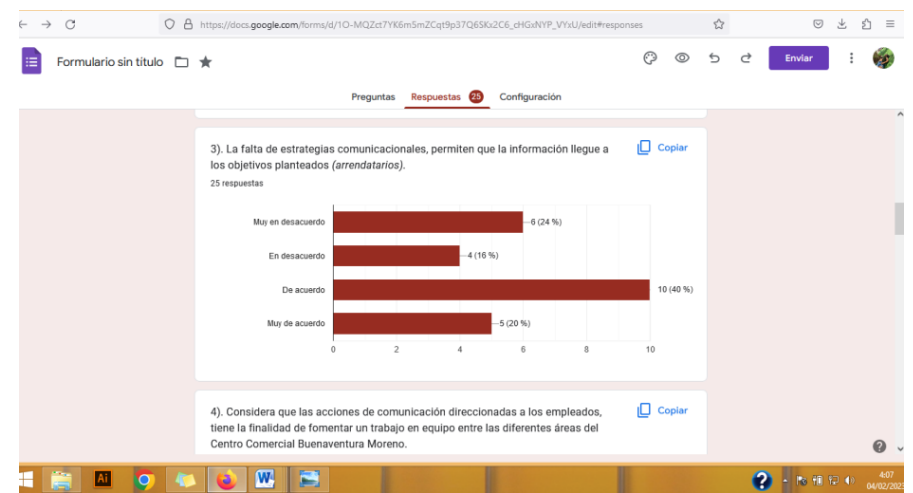 https://docs.google.com/forms/d/1O-MQZct7YK6m5mZCqt9p37Q6SKs2C6_cHGxNYP_VYxU/edit#responses
Formulario sin título
Enviar
Preguntas Respuestas 25 Configuración
3). La falta de estrategias comunicacionales, permiten que la información llegue a
los objetivos planteados (arrendatarios).
Copiar
25 respuestas
Muy en desacuerdo 6 (24 %)
En desacuerdo 4 (16 %)
De acuerdo 10 (40 %)
Muy de acuerdo 5 (20 %)
0 2 4 6 8 10
4). Considera que las acciones de comunicación direccionadas a los empleados,
tiene la finalidad de fomentar un trabajo en equipo entre las diferentes áreas del
Centro Comercial Buenaventura Moreno.
Copiar
Ai
W
4:07
04/02/2023